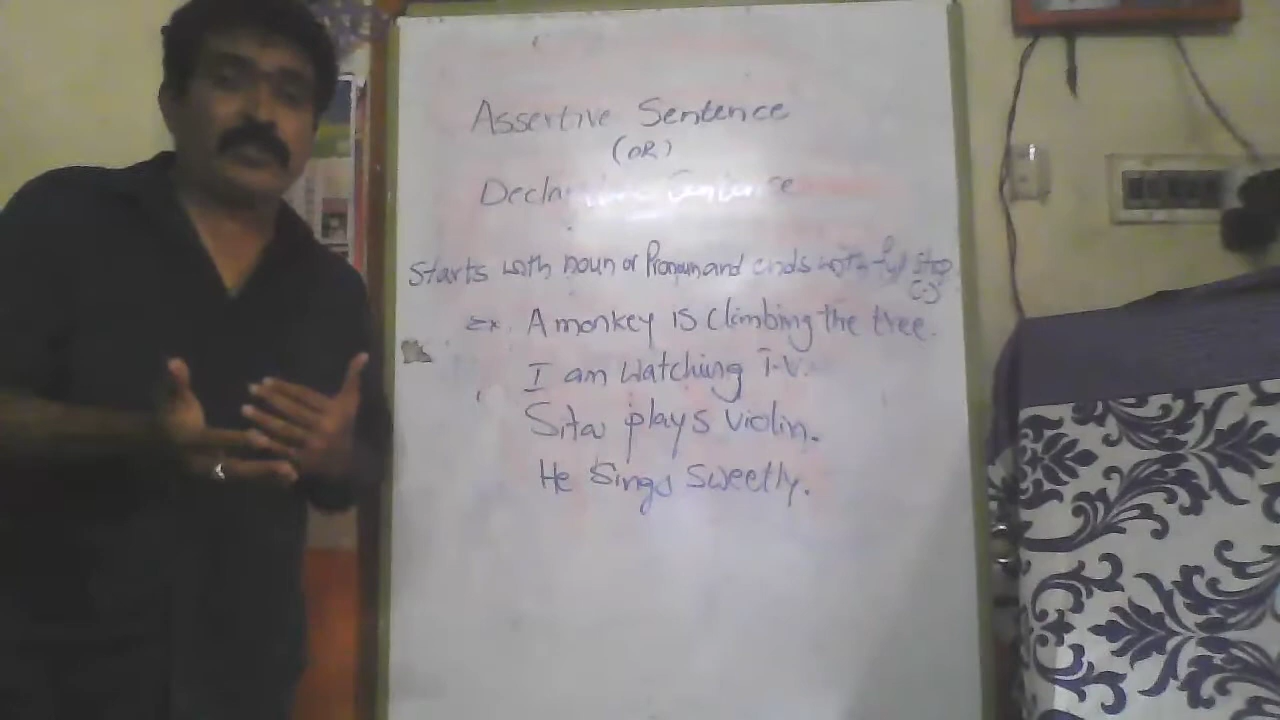 Assertive Sentence
(OR)
Declarative Sentence
Starts with noun or Pronoun and ends with full stop
(.)
Ex. A monkey is Climbing the tree.
I am watching T.V.
Sita plays violin.
He Sings Sweetly.